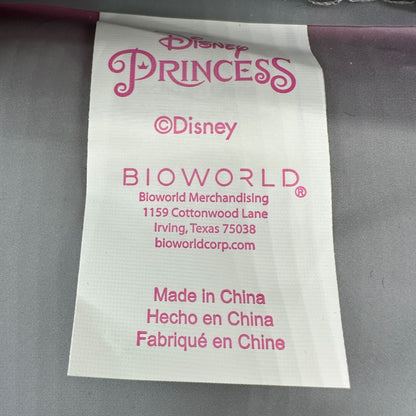 Disney
PRINCESS
©Disney
BIOWORLD®
Bioworld Merchandising
1159 Cottonwood Lane
Irving, Texas 75038
bioworldcorp.com
Made in China
Hecho en China
Fabriqué en Chine